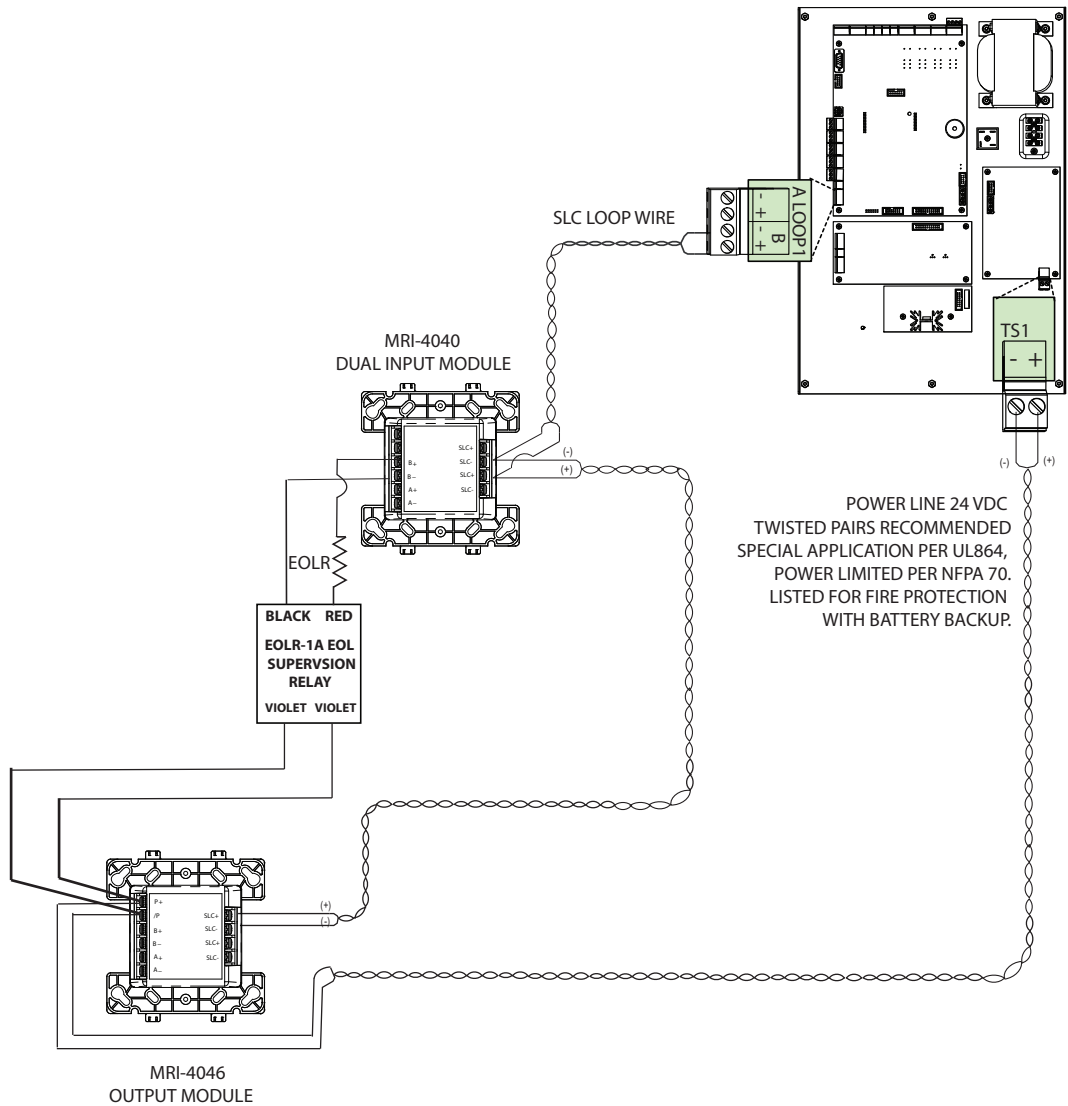 SLC LOOP WIRE
A LOOP1
- + - +
B
TS1
- +
(-) (+)
MRI-4040
DUAL INPUT MODULE
SLC+
SLC-
SLC+
SLC-
B+
B-
A+
A-
(-)
(+)
POWER LINE 24 VDC
TWISTED PAIRS RECOMMENDED
SPECIAL APPLICATION PER UL864,
POWER LIMITED PER NFPA 70.
LISTED FOR FIRE PROTECTION
WITH BATTERY BACKUP.
EOLR
BLACK RED
EOLR-1A EOL
SUPERVSION
RELAY
VIOLET VIOLET
P+
/P
B+
B-
A+
A-
SLC+
SLC-
SLC+
SLC-
(+)
(-)
MRI-4046
OUTPUT MODULE